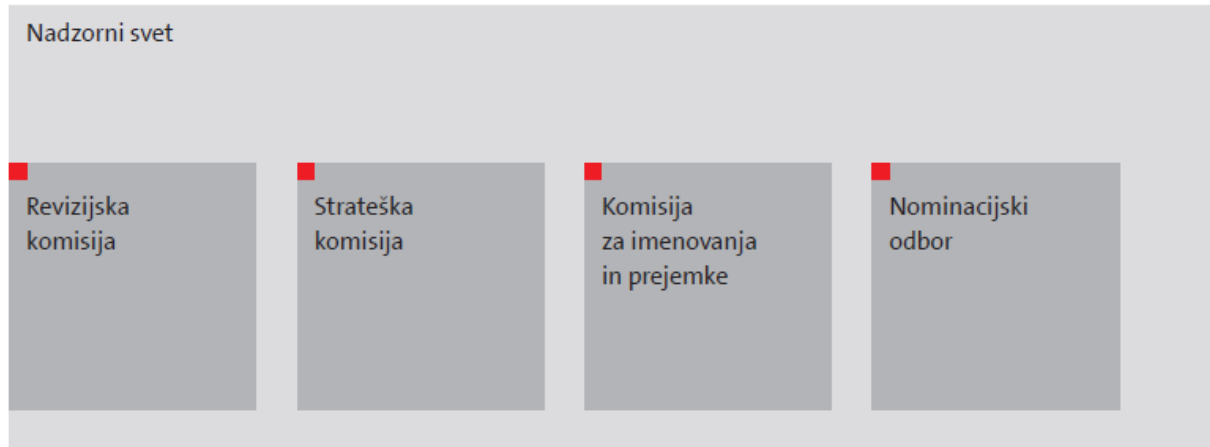 Nadzorni svet
Revizijska
komisija
Strateška
komisija
Komisija
za imenovanja
in prejemke
Nominacijski
odbor